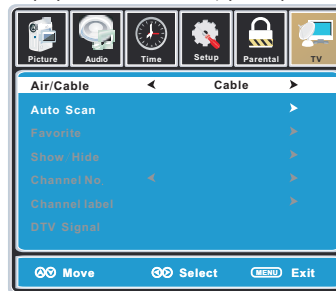 Picture Audio Time Setup Parental TV
Air/Cable Cable
Auto Scan
Favorite
Show/Hide
Channel No.
Channel label
DTV Signal
Move Select MENU Exit